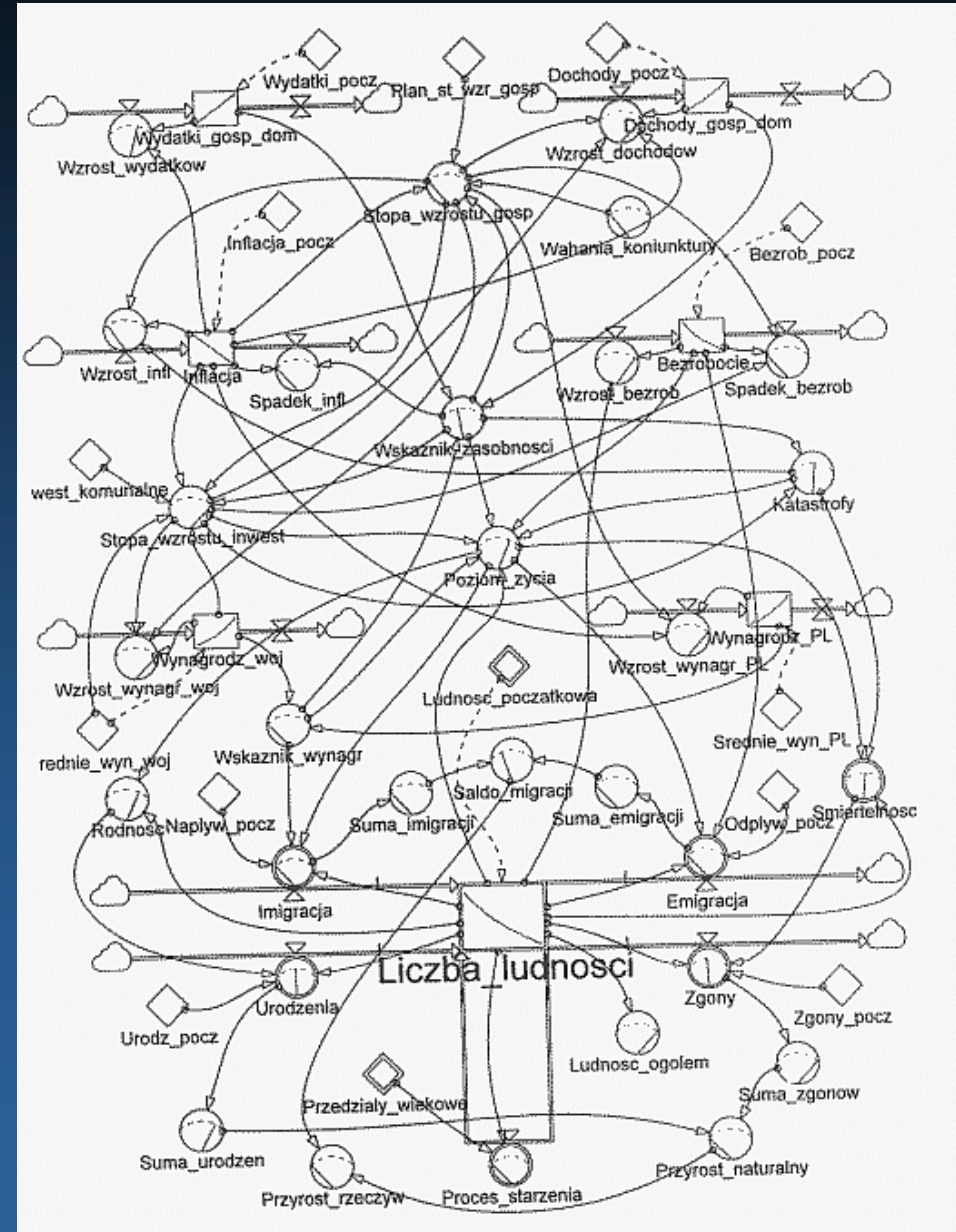 Wydatki_pocz
Plan_st_wzr_gosp
Dochody_pocz
Wydatki_gosp_dom
Dochody_gosp_dom
Wzrost_wydatkow
Wzrost_dochodow
Stopa_wzrostu_gosp
Inflacja_pocz
Wahania_koniunktury
Bezrob_pocz
Wzrost_infl
Inflacja
Spadek_infl
Wzrost_bezrob
Bezrobocie
Spadek_bezrob
Wskaznik_zasobnosci
west_komunalne
Katastrofy
Stopa_wzrostu_inwest
Poziom_zycia
Wynagrodz_woj
Wynagrodz_PL
Wzrost_wynagr_woj
Wzrost_wynagr_PL
Ludnosc_poczatkowa
rednie_wyn_woj
Wskaznik_wynagr
Srednie_wyn_PL
Saldo_migracji
Rodnosc
Naplyw_pocz
Suma_imigracji
Suma_emigracji
Odplyw_pocz
Smiertelnosc
Imigracja
Emigracja
Liczba_ludnosci
Urodzenia
Zgony
Urodz_pocz
Zgony_pocz
Ludnosc_ogolem
Przedzialy_wiekowe
Suma_zgonow
Suma_urodzen
Przyrost_rzeczyw
Proces_starzenia
Przyrost_naturalny